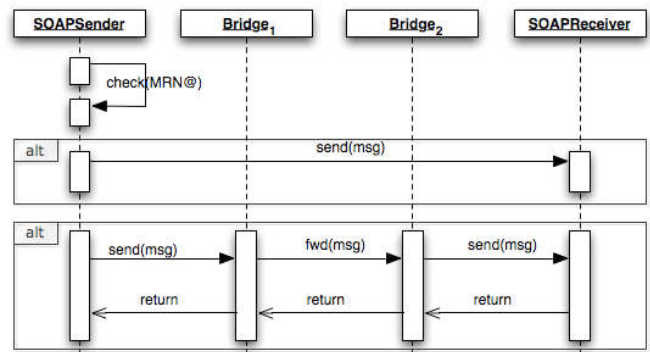 SOAPSender
Bridge1
Bridge2
SOAPReceiver
check(MRN@)
alt
send(msg)
alt
send(msg)
fwd(msg)
send(msg)
return
return
return